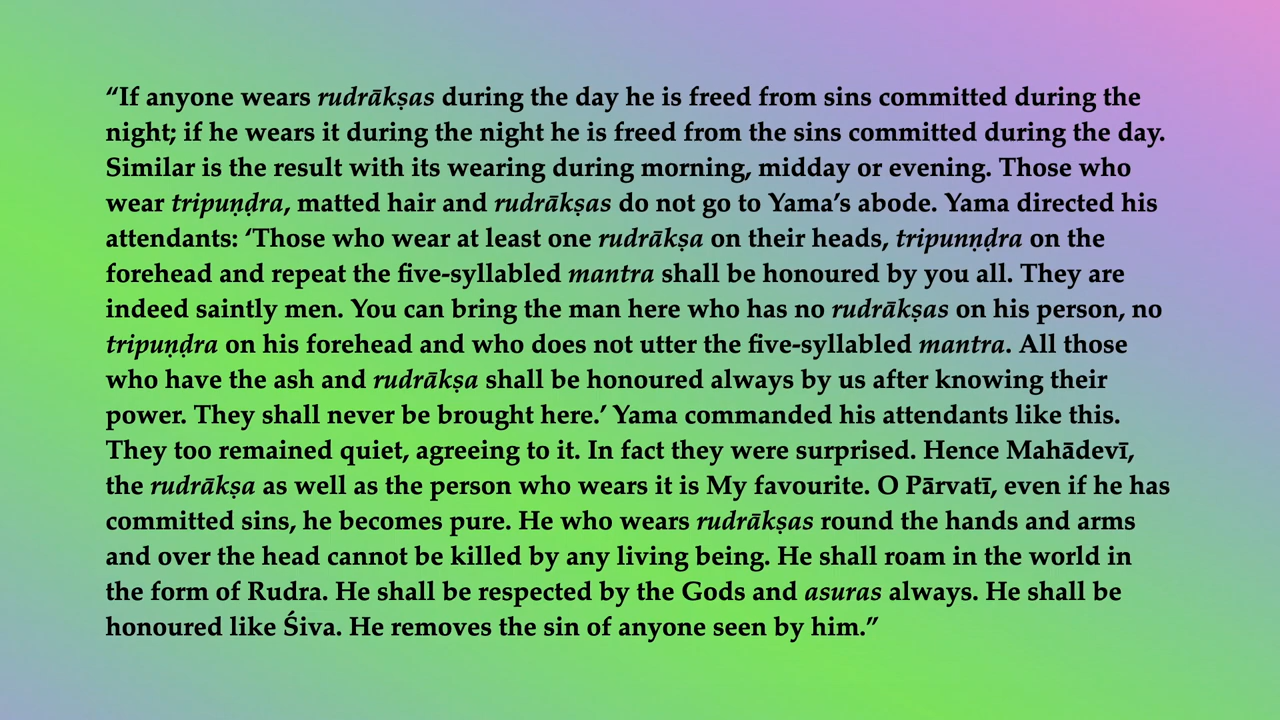 “If anyone wears rudrākṣas during the day he is freed from sins committed during the
night; if he wears it during the night he is freed from the sins committed during the day.
Similar is the result with its wearing during morning, midday or evening. Those who
wear tripuṇḍra, matted hair and rudrākṣas do not go to Yama’s abode. Yama directed his
attendants: ‘Those who wear at least one rudrākṣa on their heads, tripunṇḍra on the
forehead and repeat the five-syllabled mantra shall be honoured by you all. They are
indeed saintly men. You can bring the man here who has no rudrākṣas on his person, no
tripuṇḍra on his forehead and who does not utter the five-syllabled mantra. All those
who have the ash and rudrākṣa shall be honoured always by us after knowing their
power. They shall never be brought here.’ Yama commanded his attendants like this.
They too remained quiet, agreeing to it. In fact they were surprised. Hence Mahādevī,
the rudrākṣa as well as the person who wears it is My favourite. O Pārvatī, even if he has
committed sins, he becomes pure. He who wears rudrākṣas round the hands and arms
and over the head cannot be killed by any living being. He shall roam in the world in
the form of Rudra. He shall be respected by the Gods and asuras always. He shall be
honoured like Śiva. He removes the sin of anyone seen by him.”